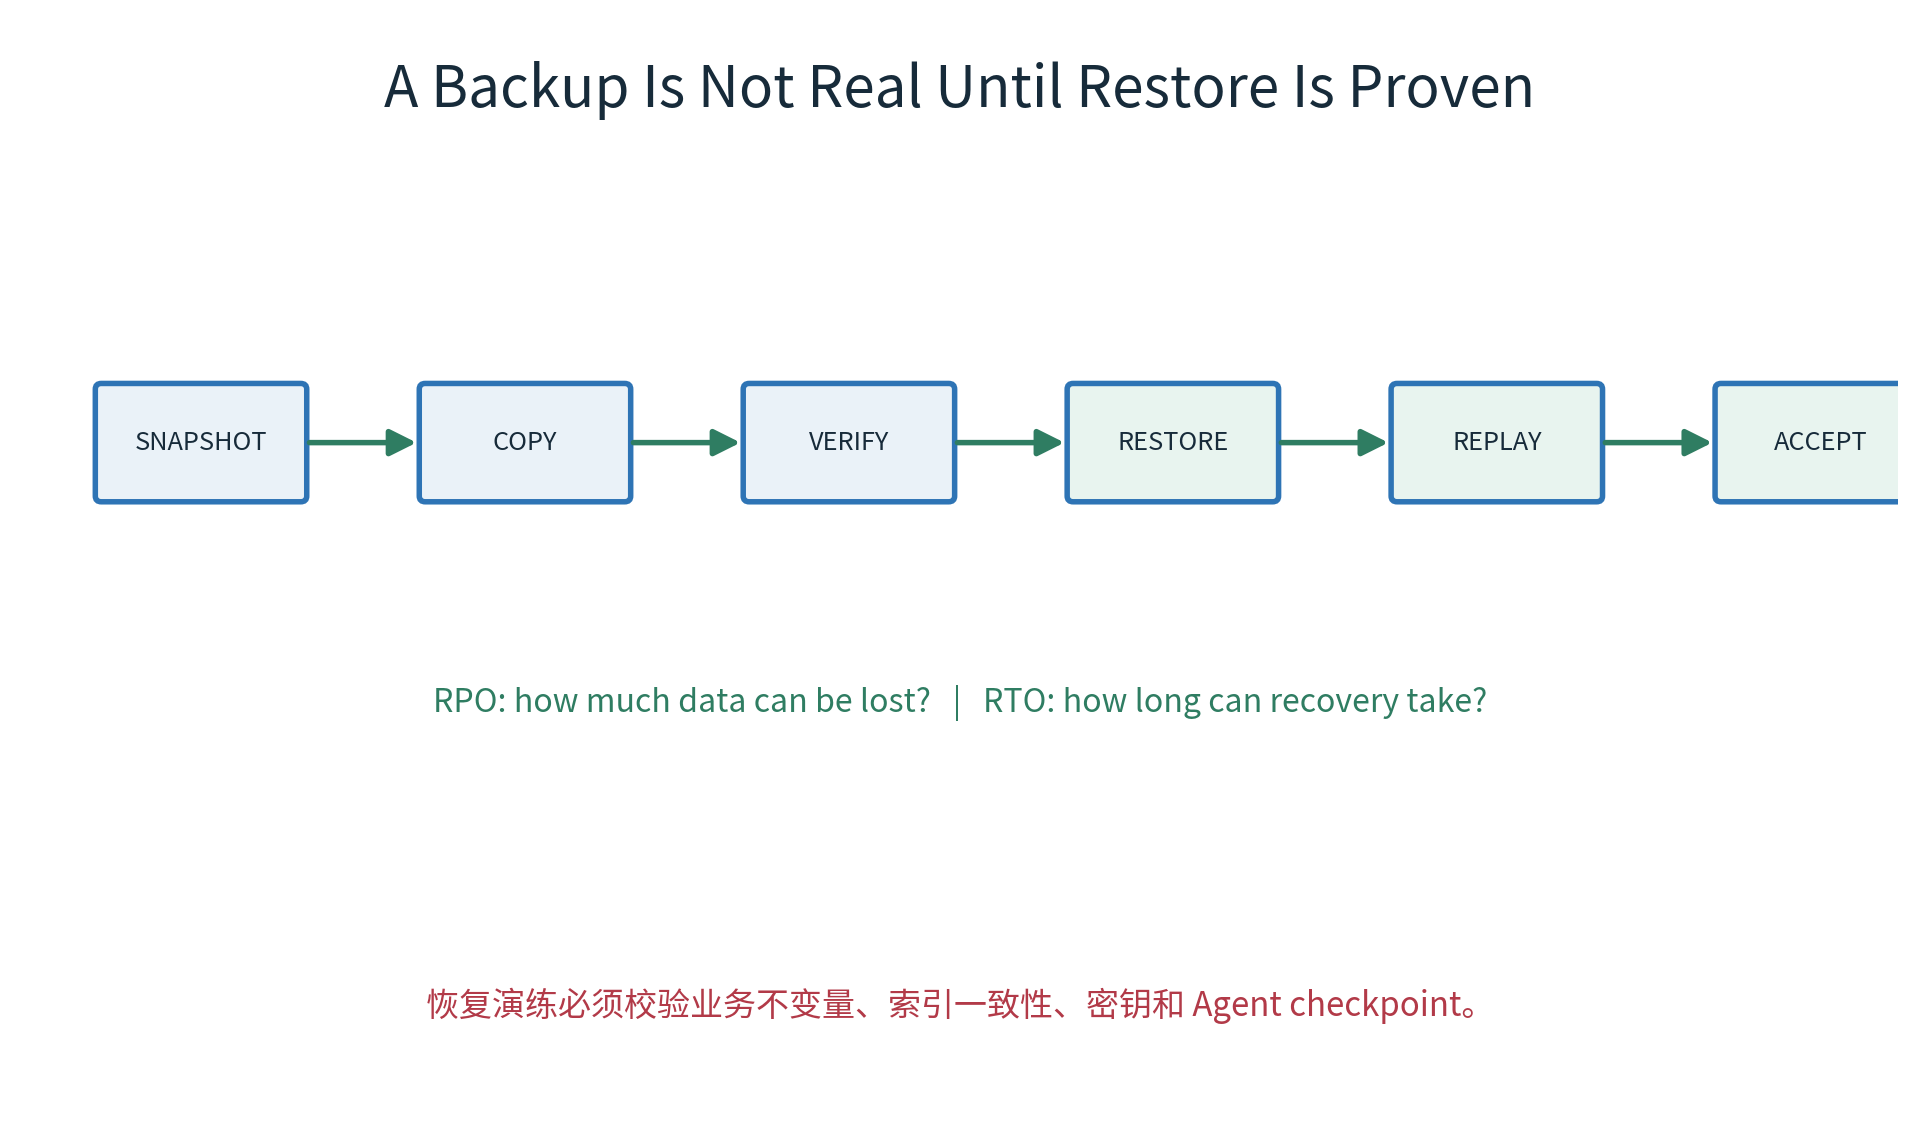 A Backup Is Not Real Until Restore Is Proven
SNAPSHOT
COPY
VERIFY
RESTORE
REPLAY
ACCEPT
RPO: how much data can be lost? | RTO: how long can recovery take?
恢复演练必须校验业务不变量、索引一致性、密钥和 Agent checkpoint。